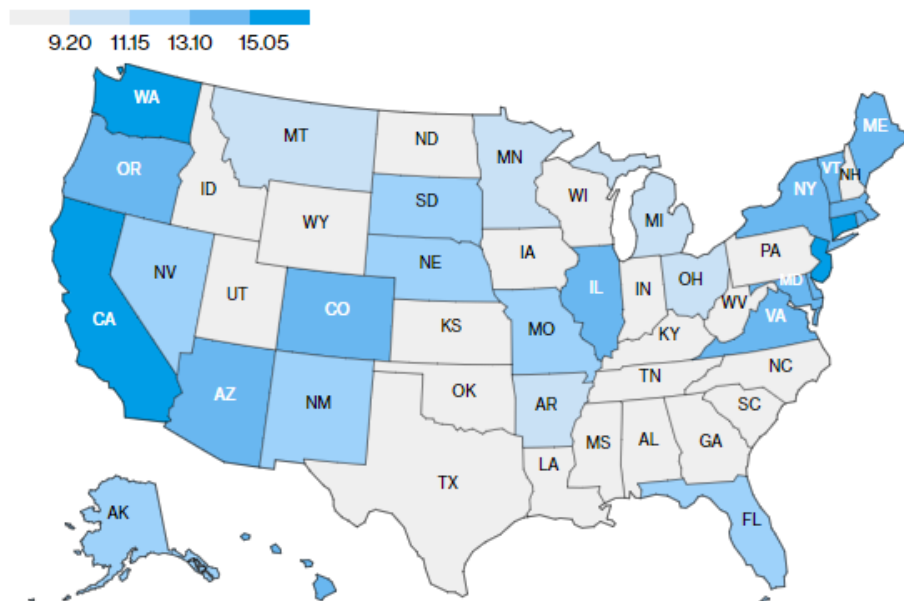 9.20 11.15 13.10 15.05
WA
ME
MT
ND
MN
OR
VT
NH
ID
WI
NY
SD
MI
WY
IA
PA
NE
NV
OH
IL
IN
MD
UT
WV
CO
VA
CA
KS
MO
KY
NC
TN
OK
AZ
NM
AR
SC
MS
AL
GA
LA
TX
AK
FL